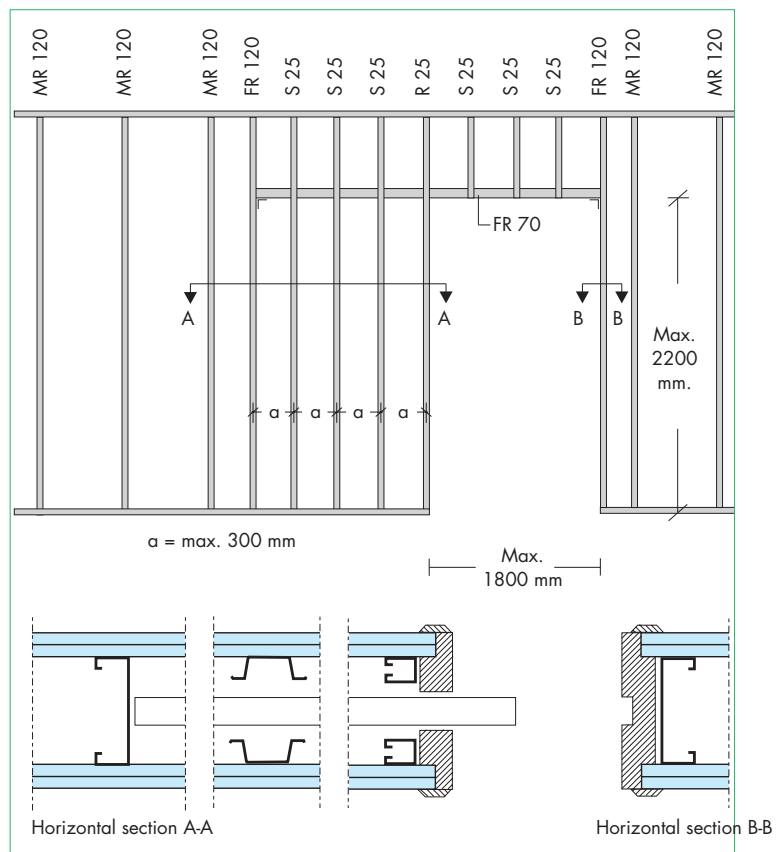 MR 120
MR 120
MR 120
FR 120
S 25
S 25
S 25
R 25
S 25
S 25
S 25
FR 120
MR 120
MR 120
FR 70
A
A
B
B
Max.
2200
mm.
a
a
a
a
a = max. 300 mm
Max.
1800 mm
Horizontal section A-A
Horizontal section B-B